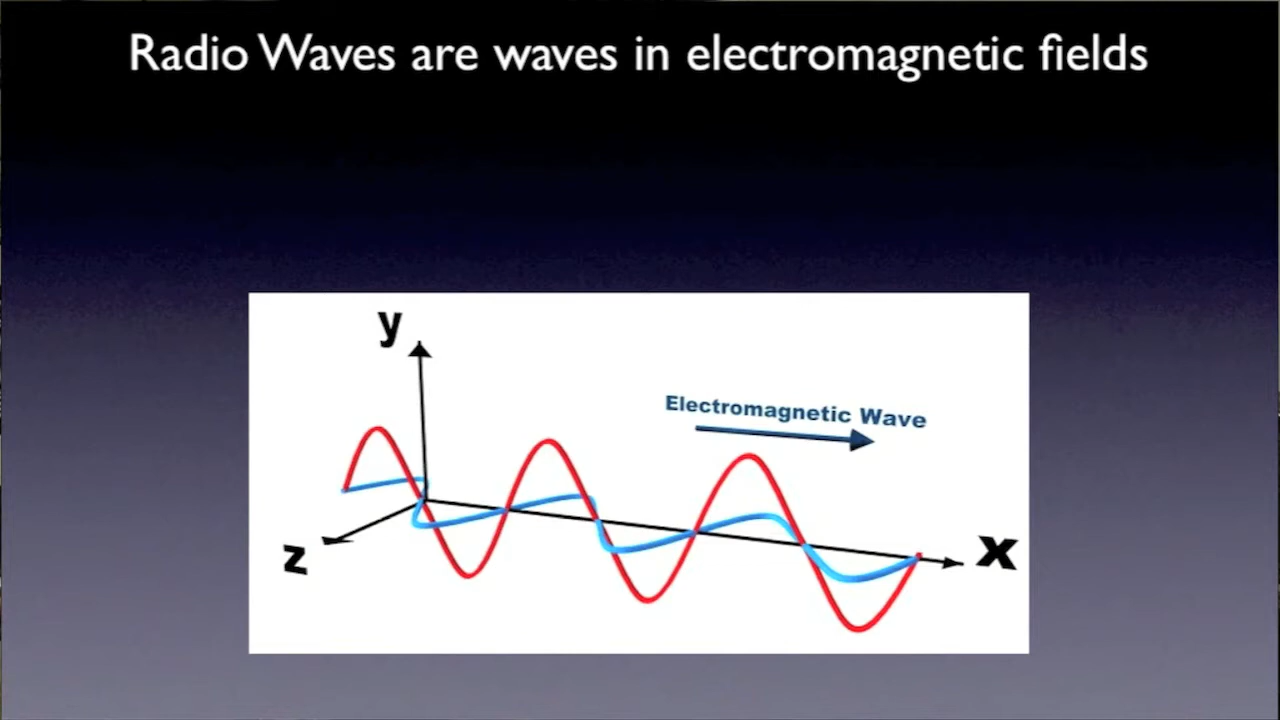 Radio Waves are waves in electromagnetic fields
y
Electromagnetic Wave
z
x